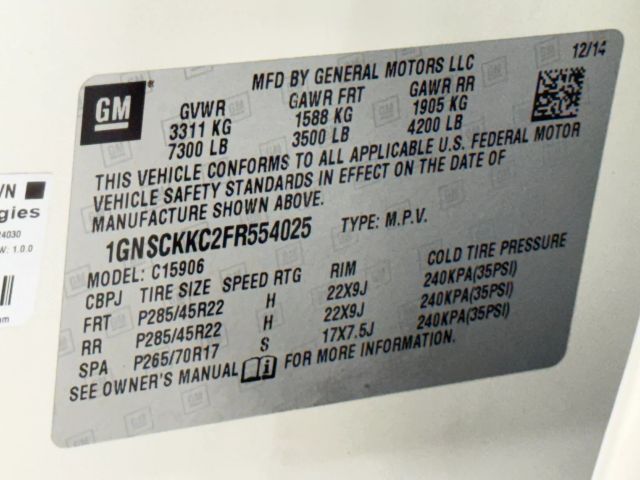 MFD BY GENERAL MOTORS LLC
12/14
GM
GVWR GAWR FRT GAWR RR
3311 KG 1588 KG 1905 KG
7300 LB 3500 LB 4200 LB
THIS VEHICLE CONFORMS TO ALL APPLICABLE U.S. FEDERAL MOTOR
VEHICLE SAFETY STANDARDS IN EFFECT ON THE DATE OF
MANUFACTURE SHOWN ABOVE.
1GNSCKKC2FR554025 TYPE: M.P.V.
MODEL: C15906
CBPJ TIRE SIZE SPEED RTG RIM COLD TIRE PRESSURE
FRT P285/45R22 H 22X9J 240KPA(35PSI)
RR P285/45R22 H 22X9J 240KPA(35PSI)
SPA P265/70R17 S 17X7.5J 240KPA(35PSI)
SEE OWNER'S MANUAL FOR MORE INFORMATION.
gies
24030
W: 1.0.0